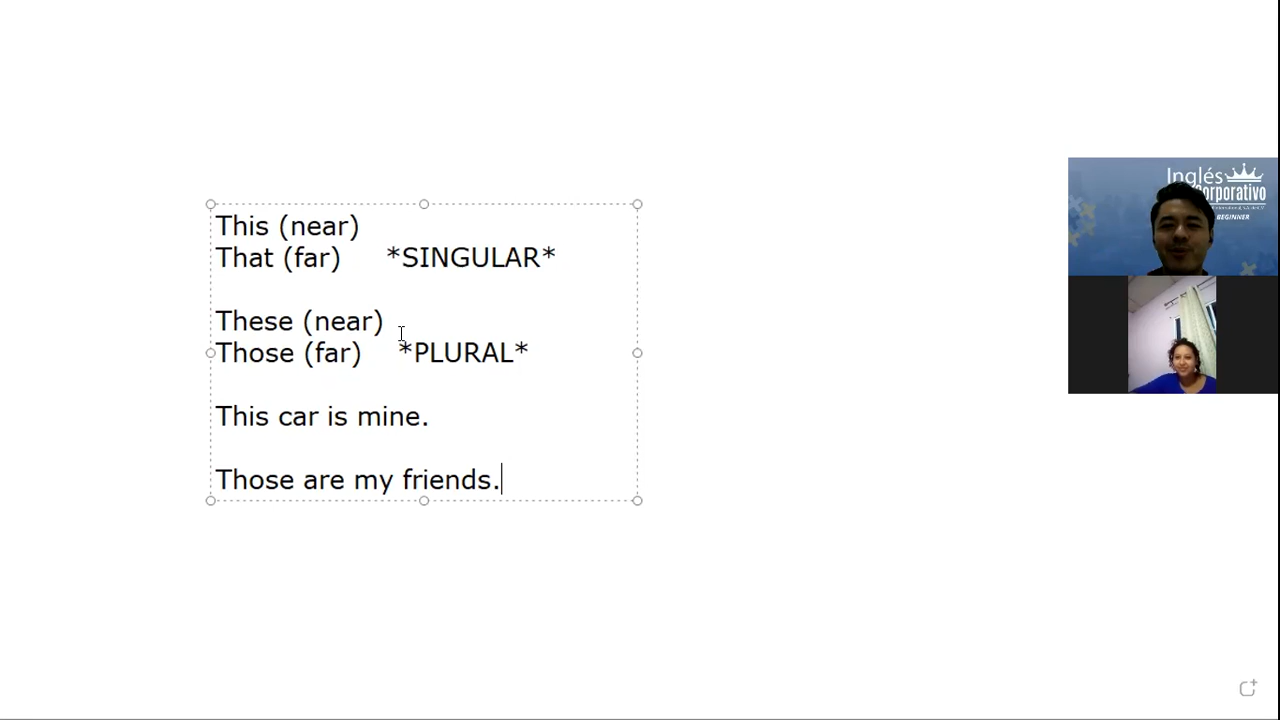 This (near)
That (far) *SINGULAR*
These (near)
Those (far) *PLURAL*
This car is mine.
Those are my friends.
Inglés
orporativo
BEGINNER